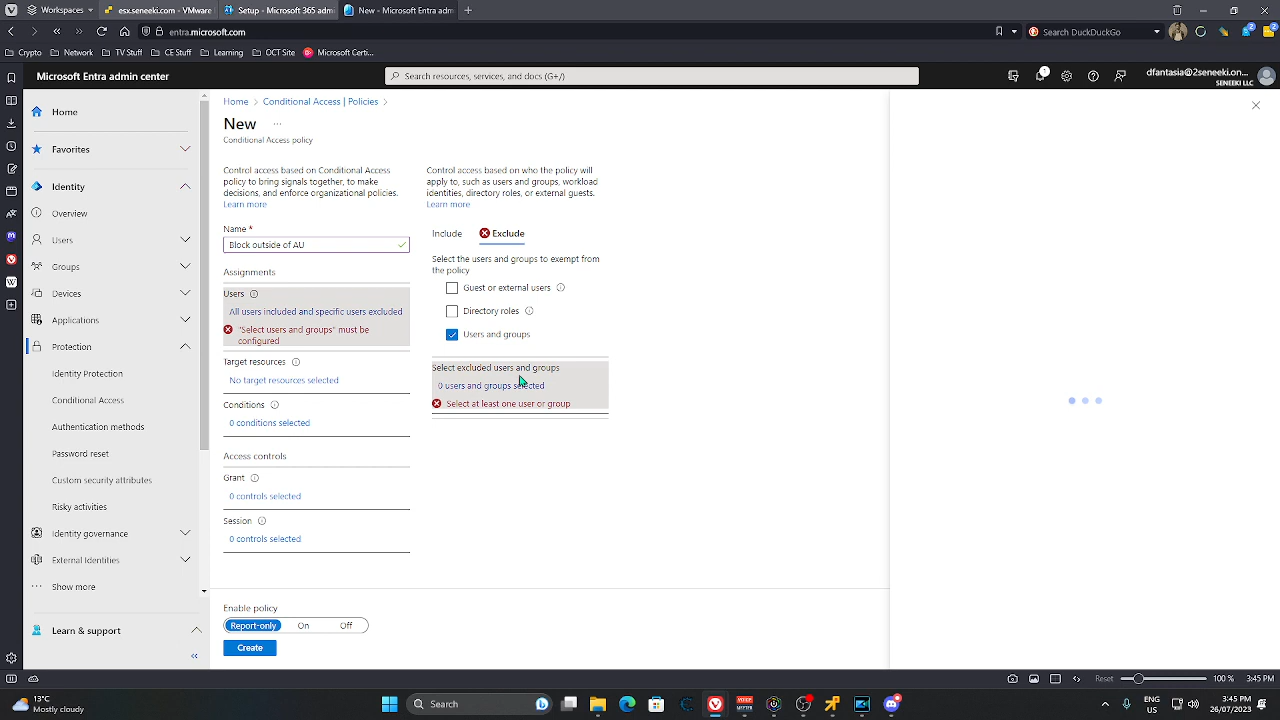 Workspaces
esx.seneeki.com - VMware
Setup - Microsoft 365 adm
New - Microsoft Entra adm
entra.microsoft.com
Search DuckDuckGo
Crypto
Network
TV Stuff
CE Stuff
Learning
OCT Site
Microsoft Certi...
Microsoft Entra admin center
Search resources, services, and docs (G+/)
1
dfantasia@2seneeki.on...
SENEEKI LLC
Home
Favorites
Identity
Overview
Users
Groups
Devices
Applications
Protection
Identity Protection
Conditional Access
Authentication methods
Password reset
Custom security attributes
Risky activities
Identity governance
External Identities
Show more
Learn & support
Home > Conditional Access | Policies >
New ...
Conditional Access policy
Control access based on Conditional Access
policy to bring signals together, to make
decisions, and enforce organizational policies.
Learn more
Name *
Block outside of AU
Assignments
Users
All users included and specific users excluded
"Select users and groups" must be
configured
Target resources
No target resources selected
Conditions
0 conditions selected
Access controls
Grant
0 controls selected
Session
0 controls selected
Enable policy
Report-only On Off
Create
Control access based on who the policy will
apply to, such as users and groups, workload
identities, directory roles, or external guests.
Learn more
Include Exclude
Select the users and groups to exempt from
the policy
Guest or external users
Directory roles
Users and groups
Select excluded users and groups
0 users and groups selected
Select at least one user or group
Reset 100 % 3:45 PM
13°C
Mostly cloudy
Search
ENG
US
3:45 PM
26/07/2023